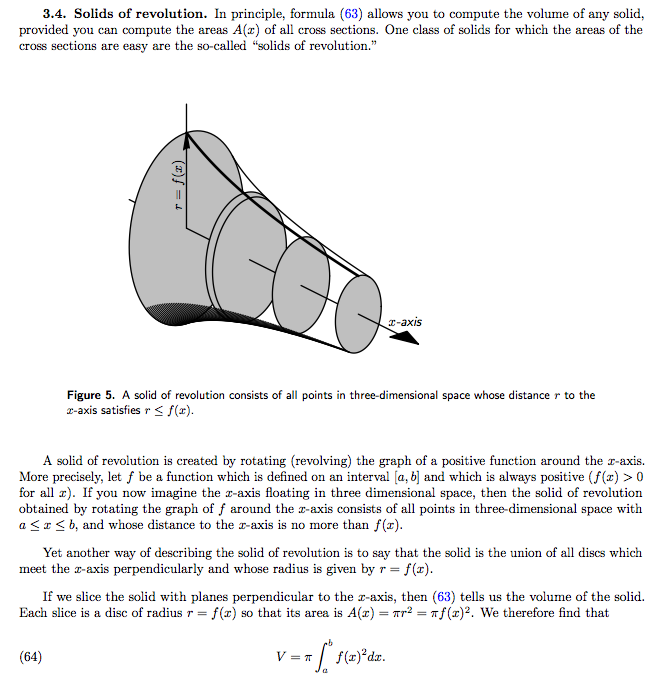 3.4. Solids of revolution. In principle, formula (63) allows you to compute the volume of any solid,
provided you can compute the areas A(x) of all cross sections. One class of solids for which the areas of the
cross sections are easy are the so-called “solids of revolution.”
r = f(x)
x-axis
Figure 5. A solid of revolution consists of all points in three-dimensional space whose distance r to the
x-axis satisfies r ≤ f(x).
A solid of revolution is created by rotating (revolving) the graph of a positive function around the x-axis.
More precisely, let f be a function which is defined on an interval [a, b] and which is always positive (f(x) > 0
for all x). If you now imagine the x-axis floating in three dimensional space, then the solid of revolution
obtained by rotating the graph of f around the x-axis consists of all points in three-dimensional space with
a ≤ x ≤ b, and whose distance to the x-axis is no more than f(x).
Yet another way of describing the solid of revolution is to say that the solid is the union of all discs which
meet the x-axis perpendicularly and whose radius is given by r = f(x).
If we slice the solid with planes perpendicular to the x-axis, then (63) tells us the volume of the solid.
Each slice is a disc of radius r = f(x) so that its area is A(x) = πr² = πf(x)². We therefore find that
(64) V = π ∫ₐᵇ f(x)²dx.